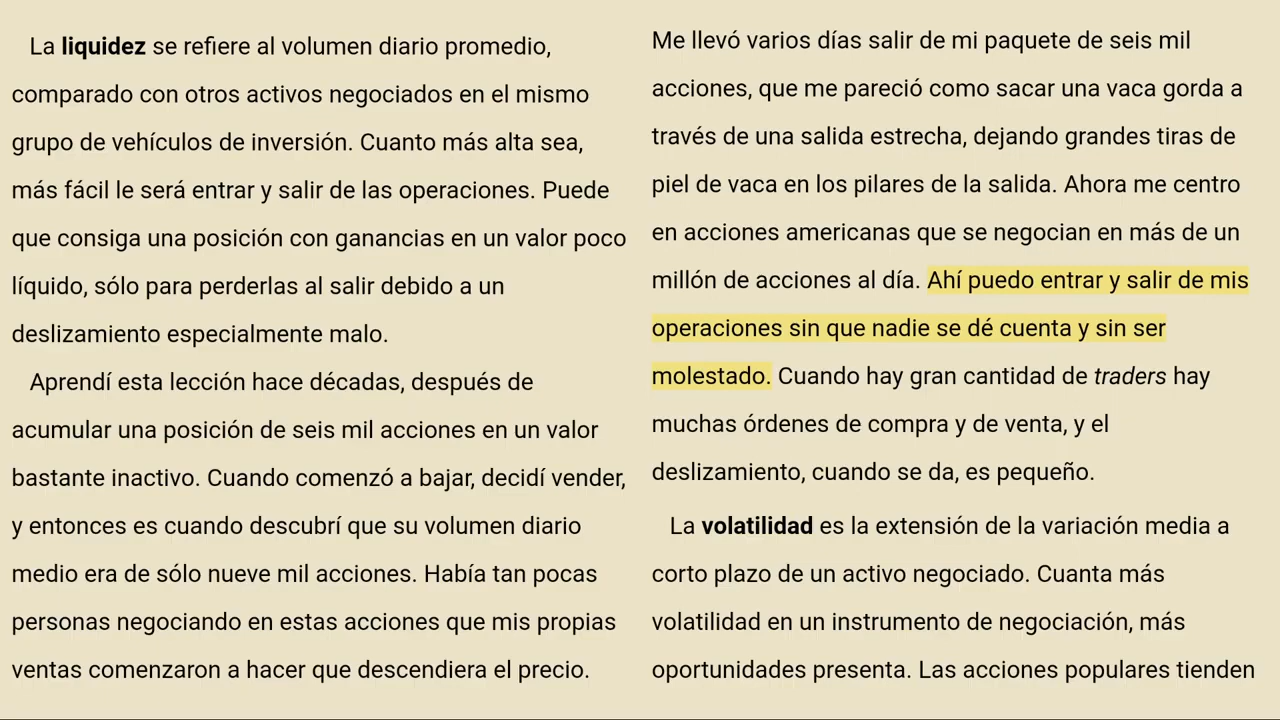 La liquidez se refiere al volumen diario promedio,
comparado con otros activos negociados en el mismo
grupo de vehículos de inversión. Cuanto más alta sea,
más fácil le será entrar y salir de las operaciones. Puede
que consiga una posición con ganancias en un valor poco
líquido, sólo para perderlas al salir debido a un
deslizamiento especialmente malo.
Aprendí esta lección hace décadas, después de
acumular una posición de seis mil acciones en un valor
bastante inactivo. Cuando comenzó a bajar, decidí vender,
y entonces es cuando descubrí que su volumen diario
medio era de sólo nueve mil acciones. Había tan pocas
personas negociando en estas acciones que mis propias
ventas comenzaron a hacer que descendiera el precio.
Me llevó varios días salir de mi paquete de seis mil
acciones, que me pareció como sacar una vaca gorda a
través de una salida estrecha, dejando grandes tiras de
piel de vaca en los pilares de la salida. Ahora me centro
en acciones americanas que se negocian en más de un
millón de acciones al día. Ahí puedo entrar y salir de mis
operaciones sin que nadie se dé cuenta y sin ser
molestado. Cuando hay gran cantidad de traders hay
muchas órdenes de compra y de venta, y el
deslizamiento, cuando se da, es pequeño.
La volatilidad es la extensión de la variación media a
corto plazo de un activo negociado. Cuanta más
volatilidad en un instrumento de negociación, más
oportunidades presenta. Las acciones populares tienden